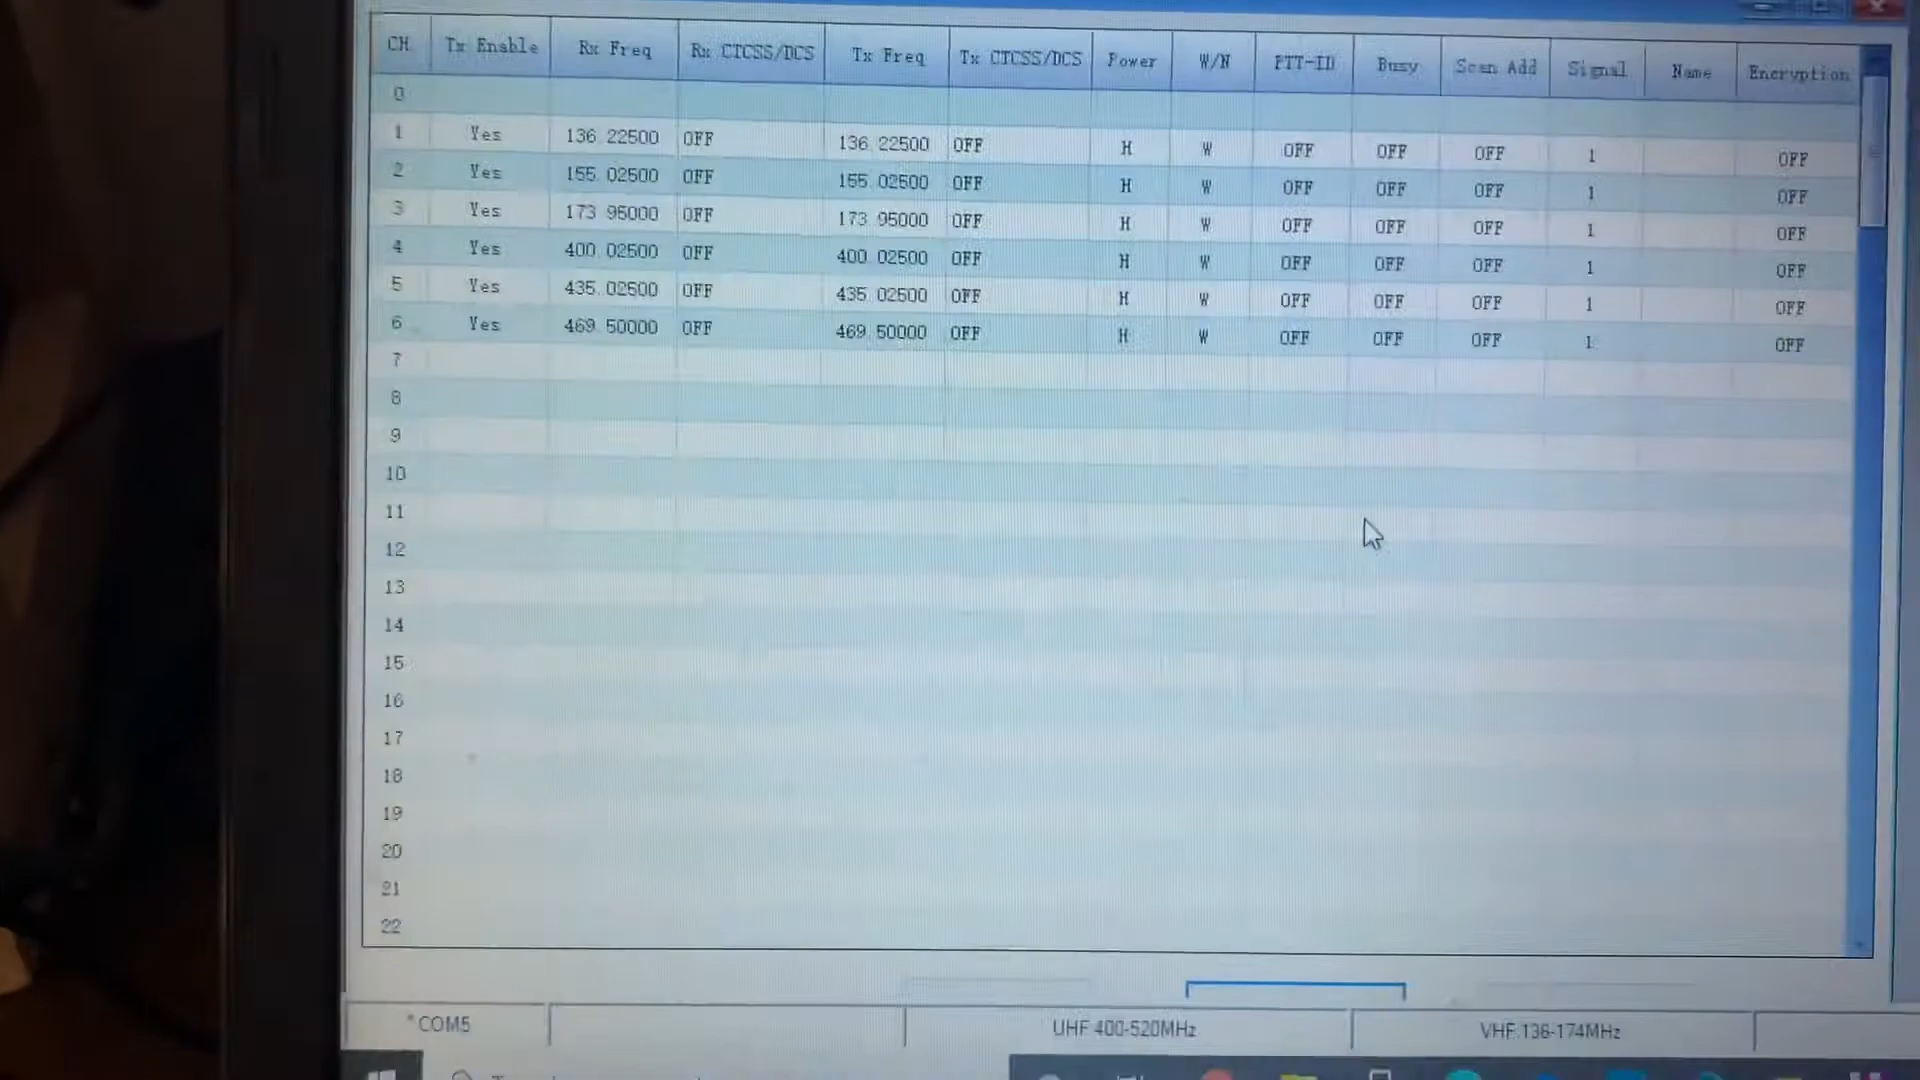 CH Tx Enable Rx Freq Rx CTCSS/DCS Tx Freq Tx CTCSS/DCS Power W/N PTT-ID Busy Scan Add Signal Name Encryption
0
1 Yes 136.22500 OFF 136.22500 OFF H W OFF OFF OFF 1 OFF
2 Yes 155.02500 OFF 155.02500 OFF H W OFF OFF OFF 1 OFF
3 Yes 173.95000 OFF 173.95000 OFF H W OFF OFF OFF 1 OFF
4 Yes 400.02500 OFF 400.02500 OFF H W OFF OFF OFF 1 OFF
5 Yes 435.02500 OFF 435.02500 OFF H W OFF OFF OFF 1 OFF
6 Yes 469.50000 OFF 469.50000 OFF H W OFF OFF OFF 1 OFF
7
8
9
10
11
12
13
14
15
16
17
18
19
20
21
22
*COM5 UHF 400-520MHz VHF 136-174MHz